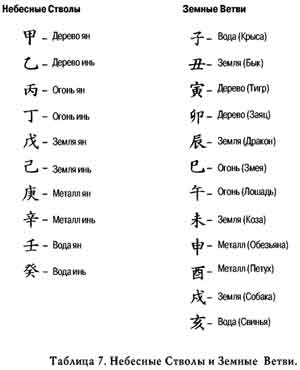 Небесные Стволы
甲 – Дерево ян
乙 – Дерево инь
丙 – Огонь ян
丁 – Огонь инь
戊 – Земля ян
己 – Земля инь
庚 – Металл ян
辛 – Металл инь
壬 – Вода ян
癸 – Вода инь
Земные Ветви
子 – Вода (Крыса)
丑 – Земля (Бык)
寅 – Дерево (Тигр)
卯 – Дерево (Заяц)
辰 – Земля (Дракон)
巳 – Огонь (Змея)
午 – Огонь (Лошадь)
未 – Земля (Коза)
申 – Металл (Обезьяна)
酉 – Металл (Петух)
戌 – Земля (Собака)
亥 – Вода (Свинья)
Таблица 7. Небесные Стволы и Земные Ветви.